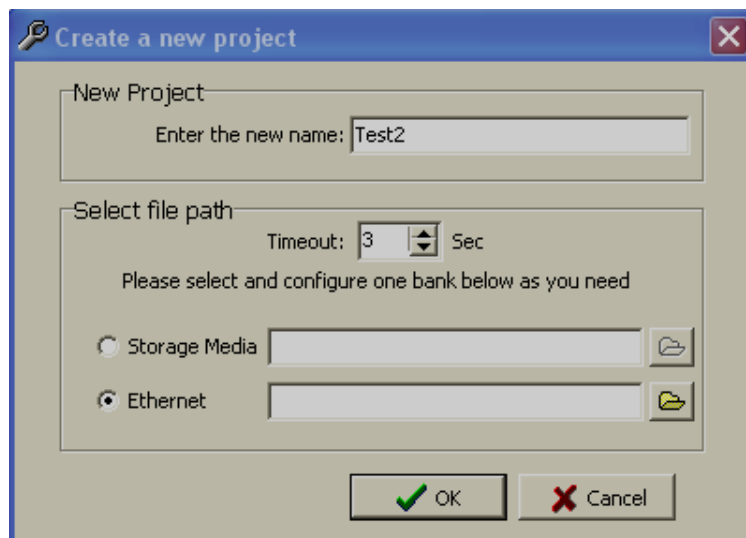 Create a new project
New Project
Enter the new name: Test2
Select file path
Timeout: 3 Sec
Please select and configure one bank below as you need
Storage Media
Ethernet
OK Cancel